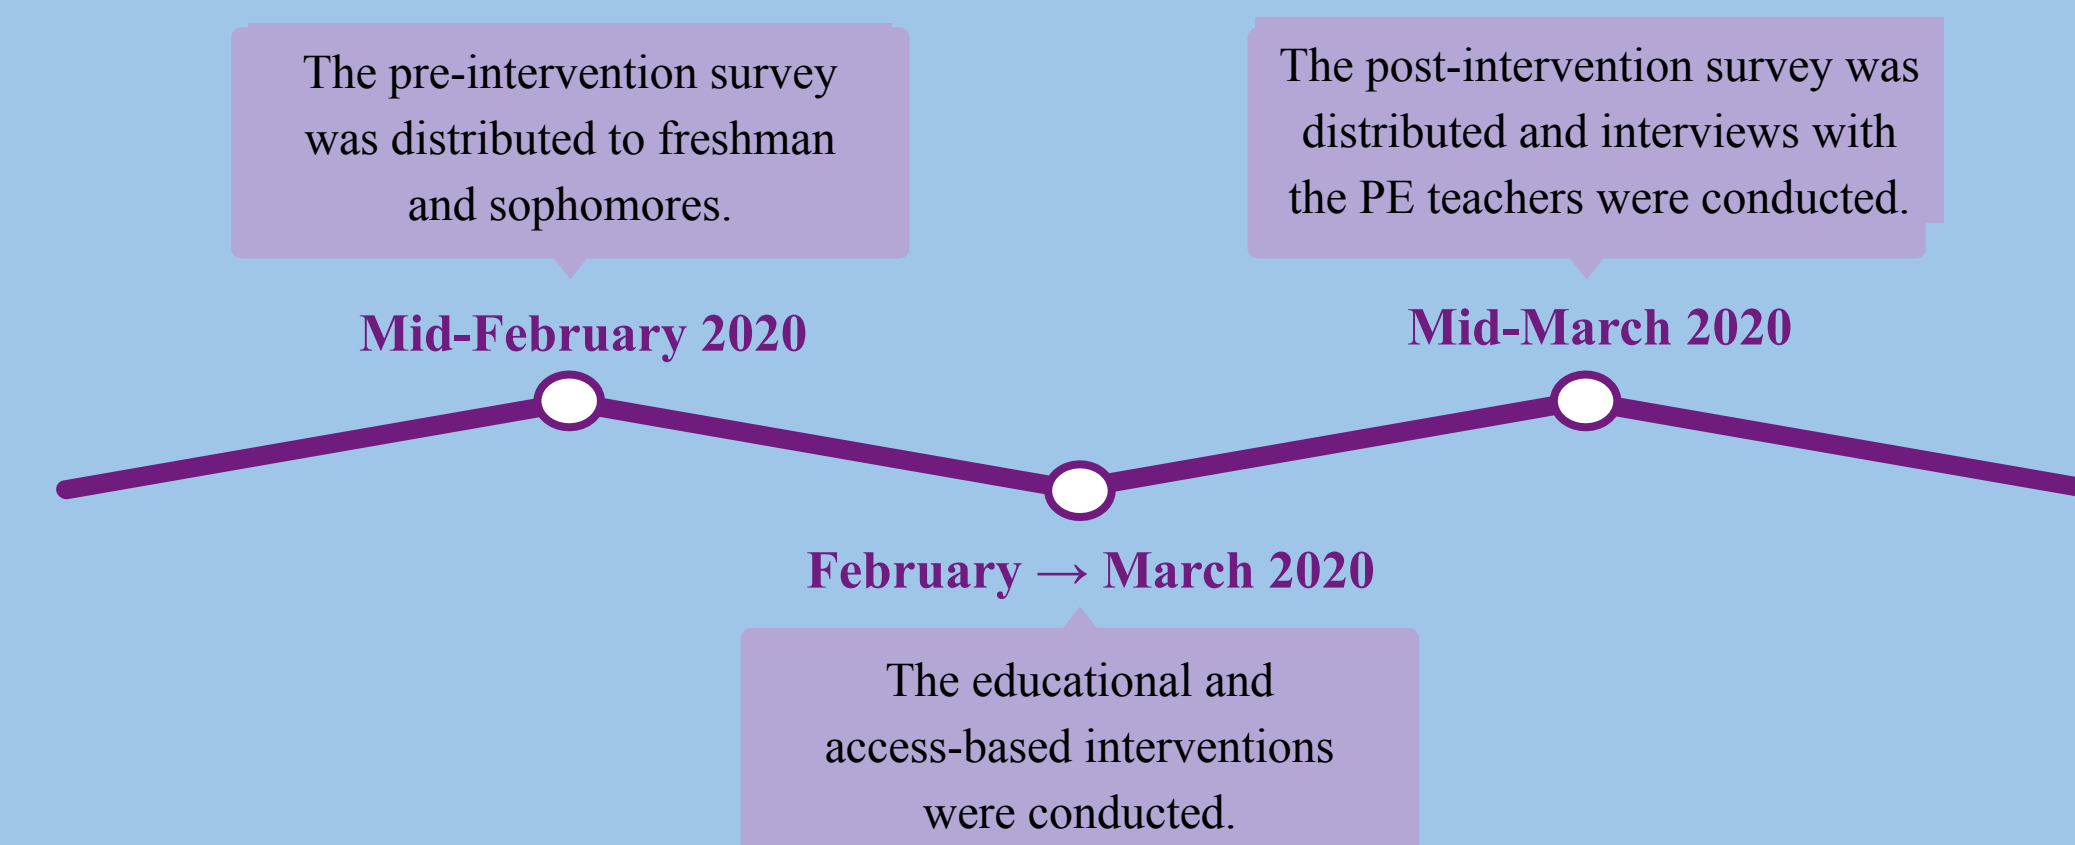 The pre-intervention survey
was distributed to freshman
and sophomores.
Mid-February 2020
The post-intervention survey was
distributed and interviews with
the PE teachers were conducted.
Mid-March 2020
February → March 2020
The educational and
access-based interventions
were conducted.